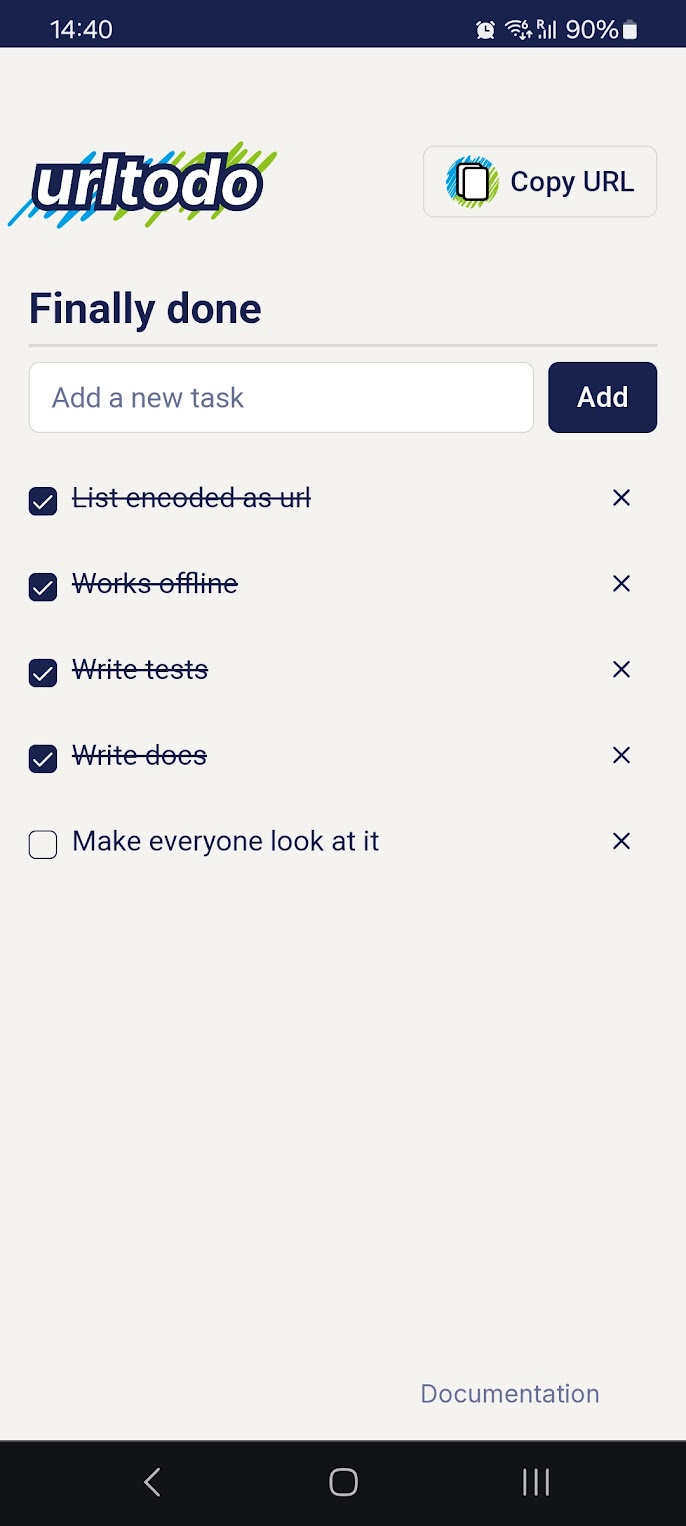 14:40
R
90%
urltodo
Copy URL
Finally done
Add a new task
Add
List encoded as url
Works offline
Write tests
Write docs
Make everyone look at it
Documentation